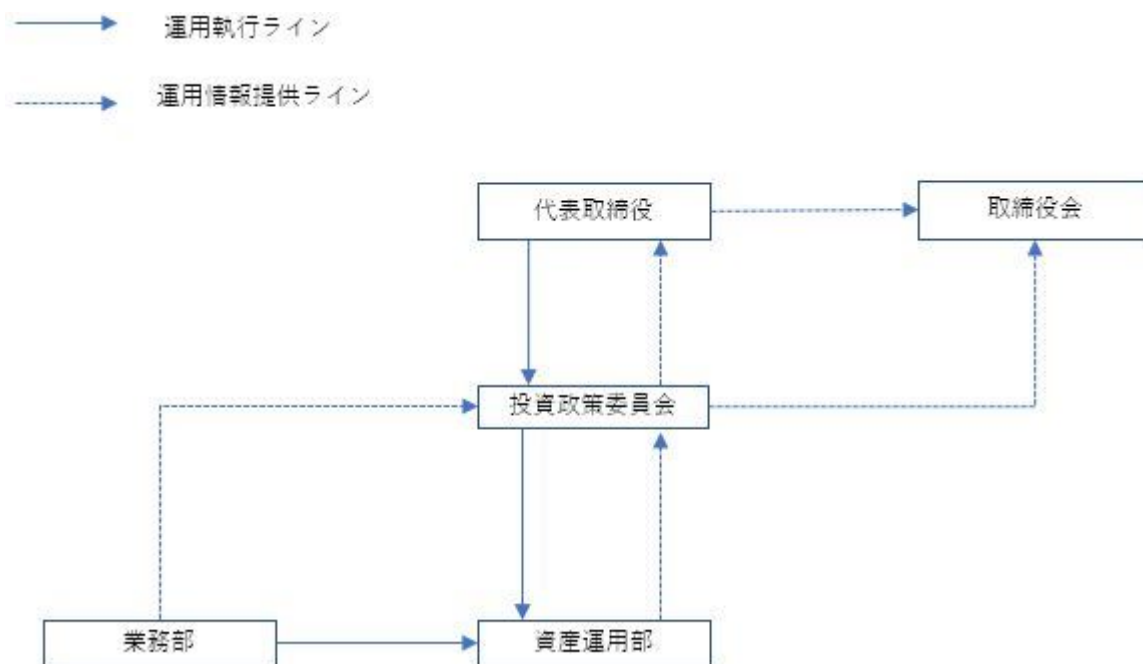 運用執行ライン
運用情報提供ライン
代表取締役
取締役会
投資政策委員会
業務部
資産運用部